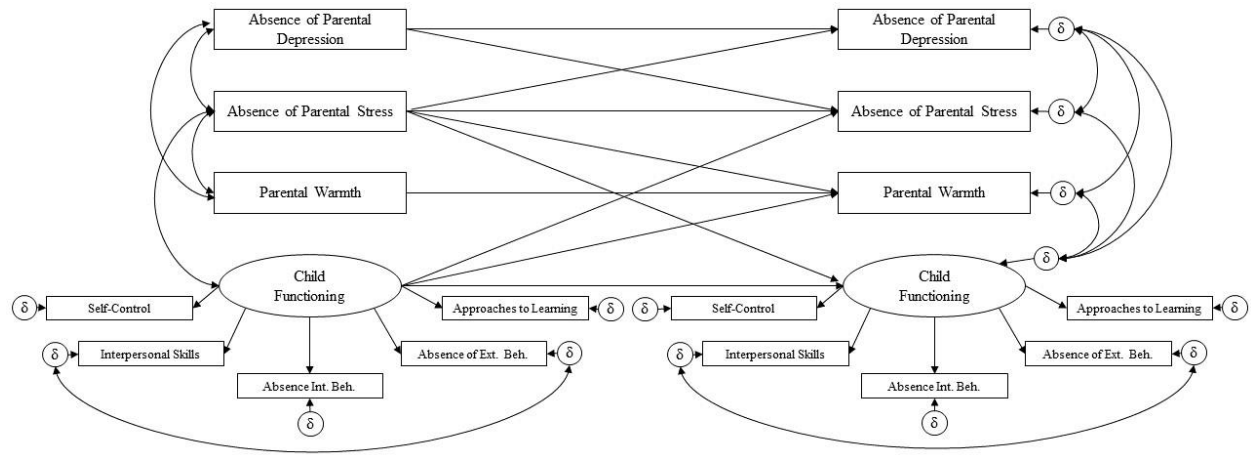 Absence of Parental
Depression
Absence of Parental
Depression
δ
Absence of Parental Stress
Absence of Parental Stress
δ
Parental Warmth
Parental Warmth
δ
δ
Child
Functioning
Child
Functioning
δ
Self-Control
Approaches to Learning
δ
δ
Self-Control
Approaches to Learning
δ
δ
Interpersonal Skills
Absence of Ext. Beh.
δ
δ
Interpersonal Skills
Absence of Ext. Beh.
δ
Absence Int. Beh.
Absence Int. Beh.
δ
δ